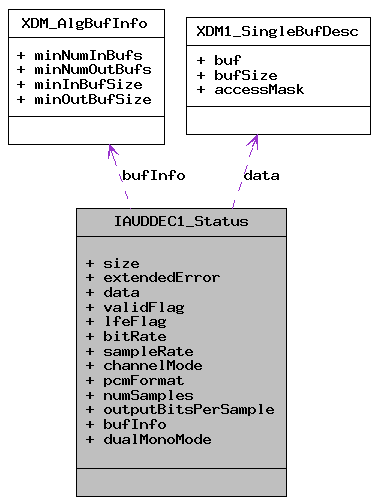 XDM_AlgBufInfo
+ minNumInBufs
+ minNumOutBufs
+ minInBufSize
+ minOutBufSize
XDM1_SingleBufDesc
+ buf
+ bufSize
+ accessMask
bufInfo
data
IAUDDEC1_Status
+ size
+ extendedError
+ data
+ validFlag
+ lfeFlag
+ bitRate
+ sampleRate
+ channelMode
+ pcmFormat
+ numSamples
+ outputBitsPerSample
+ bufInfo
+ dualMonoMode